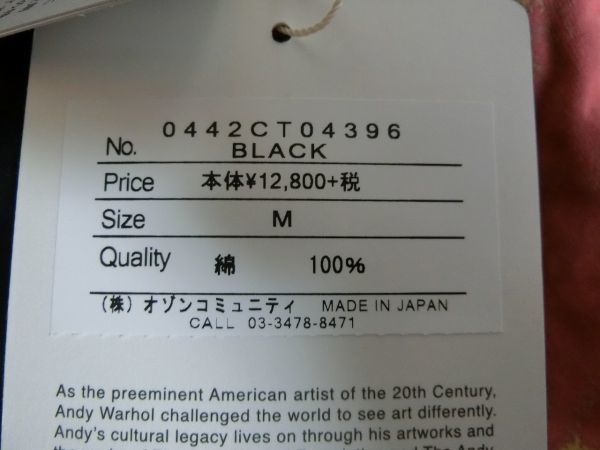 0442CT04396
No. BLACK
Price 本体¥12,800+税
Size M
Quality 綿 100%
(株) オゾンコミュニティ MADE IN JAPAN
CALL 03-3478-8471
As the preeminent American artist of the 20th Century,
Andy Warhol challenged the world to see art differently.
Andy's cultural legacy lives on through his artworks and